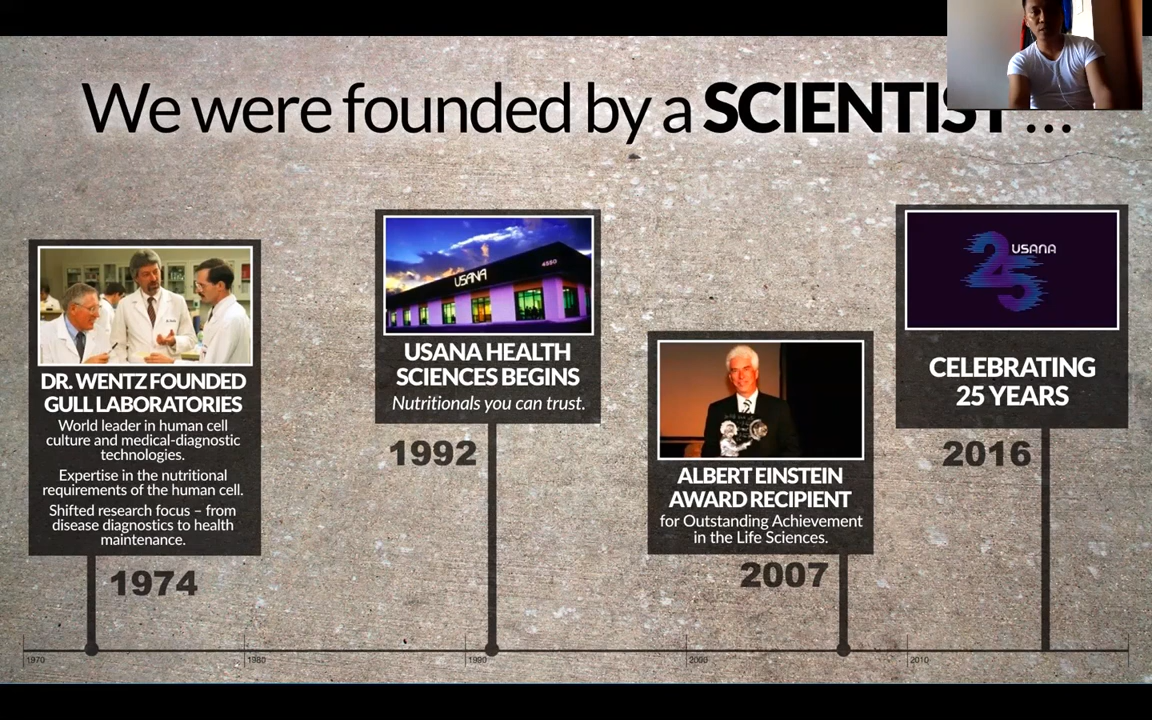 We were founded by a SCIENTIST ...
DR. WENTZ FOUNDED
GULL LABORATORIES
World leader in human cell
culture and medical-diagnostic
technologies.
Expertise in the nutritional
requirements of the human cell.
Shifted research focus – from
disease diagnostics to health
maintenance.
1974
USANA
4550
USANA HEALTH
SCIENCES BEGINS
Nutritionals you can trust.
1992
ALBERT EINSTEIN
AWARD RECIPIENT
for Outstanding Achievement
in the Life Sciences.
2007
25
USANA
CELEBRATING
25 YEARS
2016
1970
1980
1990
2000
2010